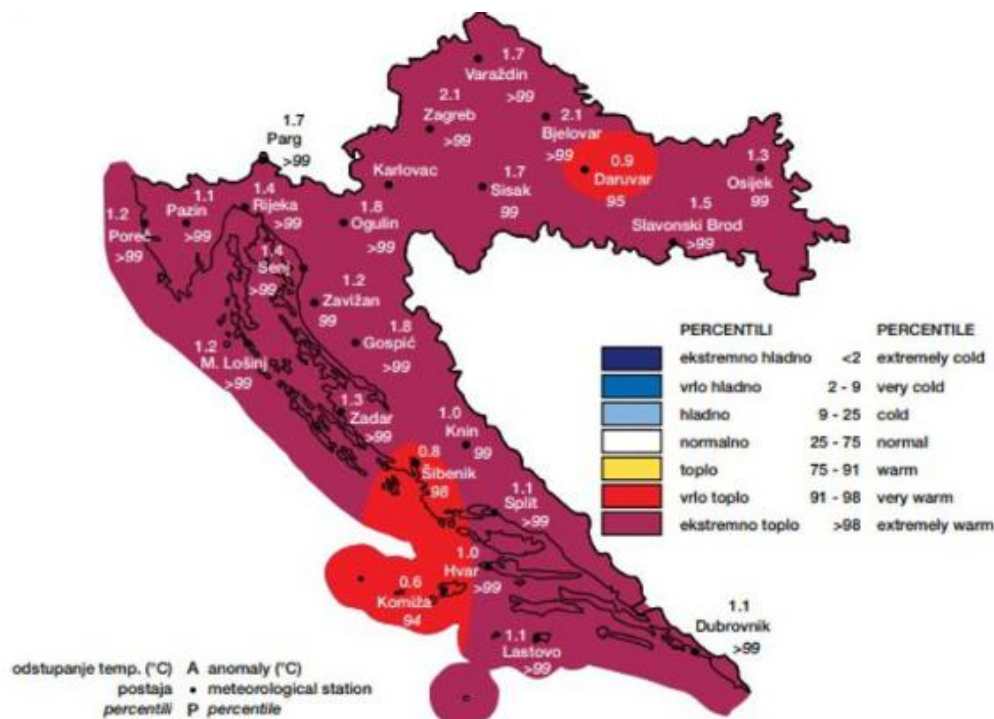 1.7
Varaždin
>99
2.1
Zagreb
>99
2.1
Bjelovar
>99
1.7
Parg
>99
Karlovac
1.7
Sisak
99
0.9
Daruvar
95
1.3
Osijek
99
1.5
Slavonski Brod
>99
1.2
Poreč
>99
1.1
Pazin
>99
1.4
Rijeka
>99
1.8
Ogulin
>99
1.4
Senj
>99
1.2
Zavižan
99
1.8
Gospić
>99
1.2
M. Lošinj
>99
1.3
Zadar
>99
1.0
Knin
99
0.8
Šibenik
98
1.1
Split
>99
1.0
Hvar
>99
0.6
Komiža
94
1.1
Lastovo
>99
1.1
Dubrovnik
>99
PERCENTILI PERCENTILE
ekstremno hladno <2 extremely cold
vrlo hladno 2 - 9 very cold
hladno 9 - 25 cold
normalno 25 - 75 normal
toplo 75 - 91 warm
vrlo toplo 91 - 98 very warm
ekstremno toplo >98 extremely warm
odstupanje temp. (°C) A anomaly (°C)
postaja • meteorological station
percentili P percentile